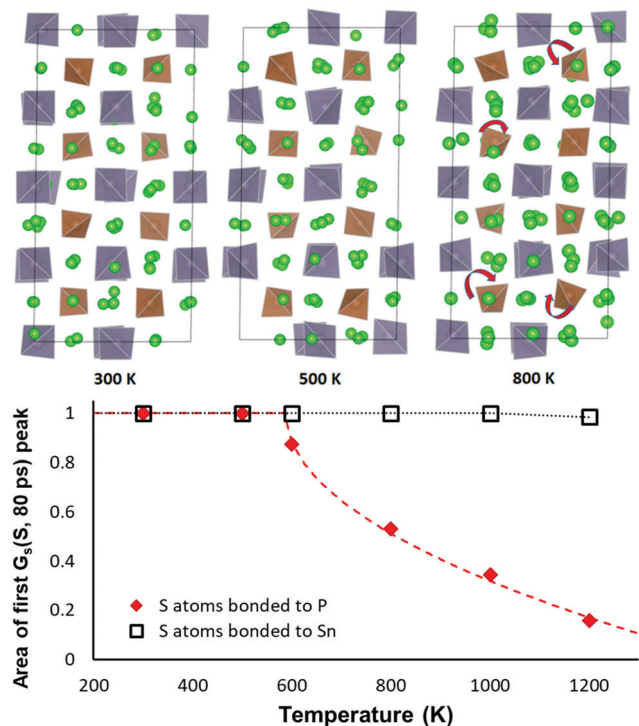 300 K
500 K
800 K
Area of first Gs(S, 80 ps) peak
1
0.8
0.6
0.4
0.2
0
S atoms bonded to P
S atoms bonded to Sn
200
400
600
800
1000
1200
Temperature (K)